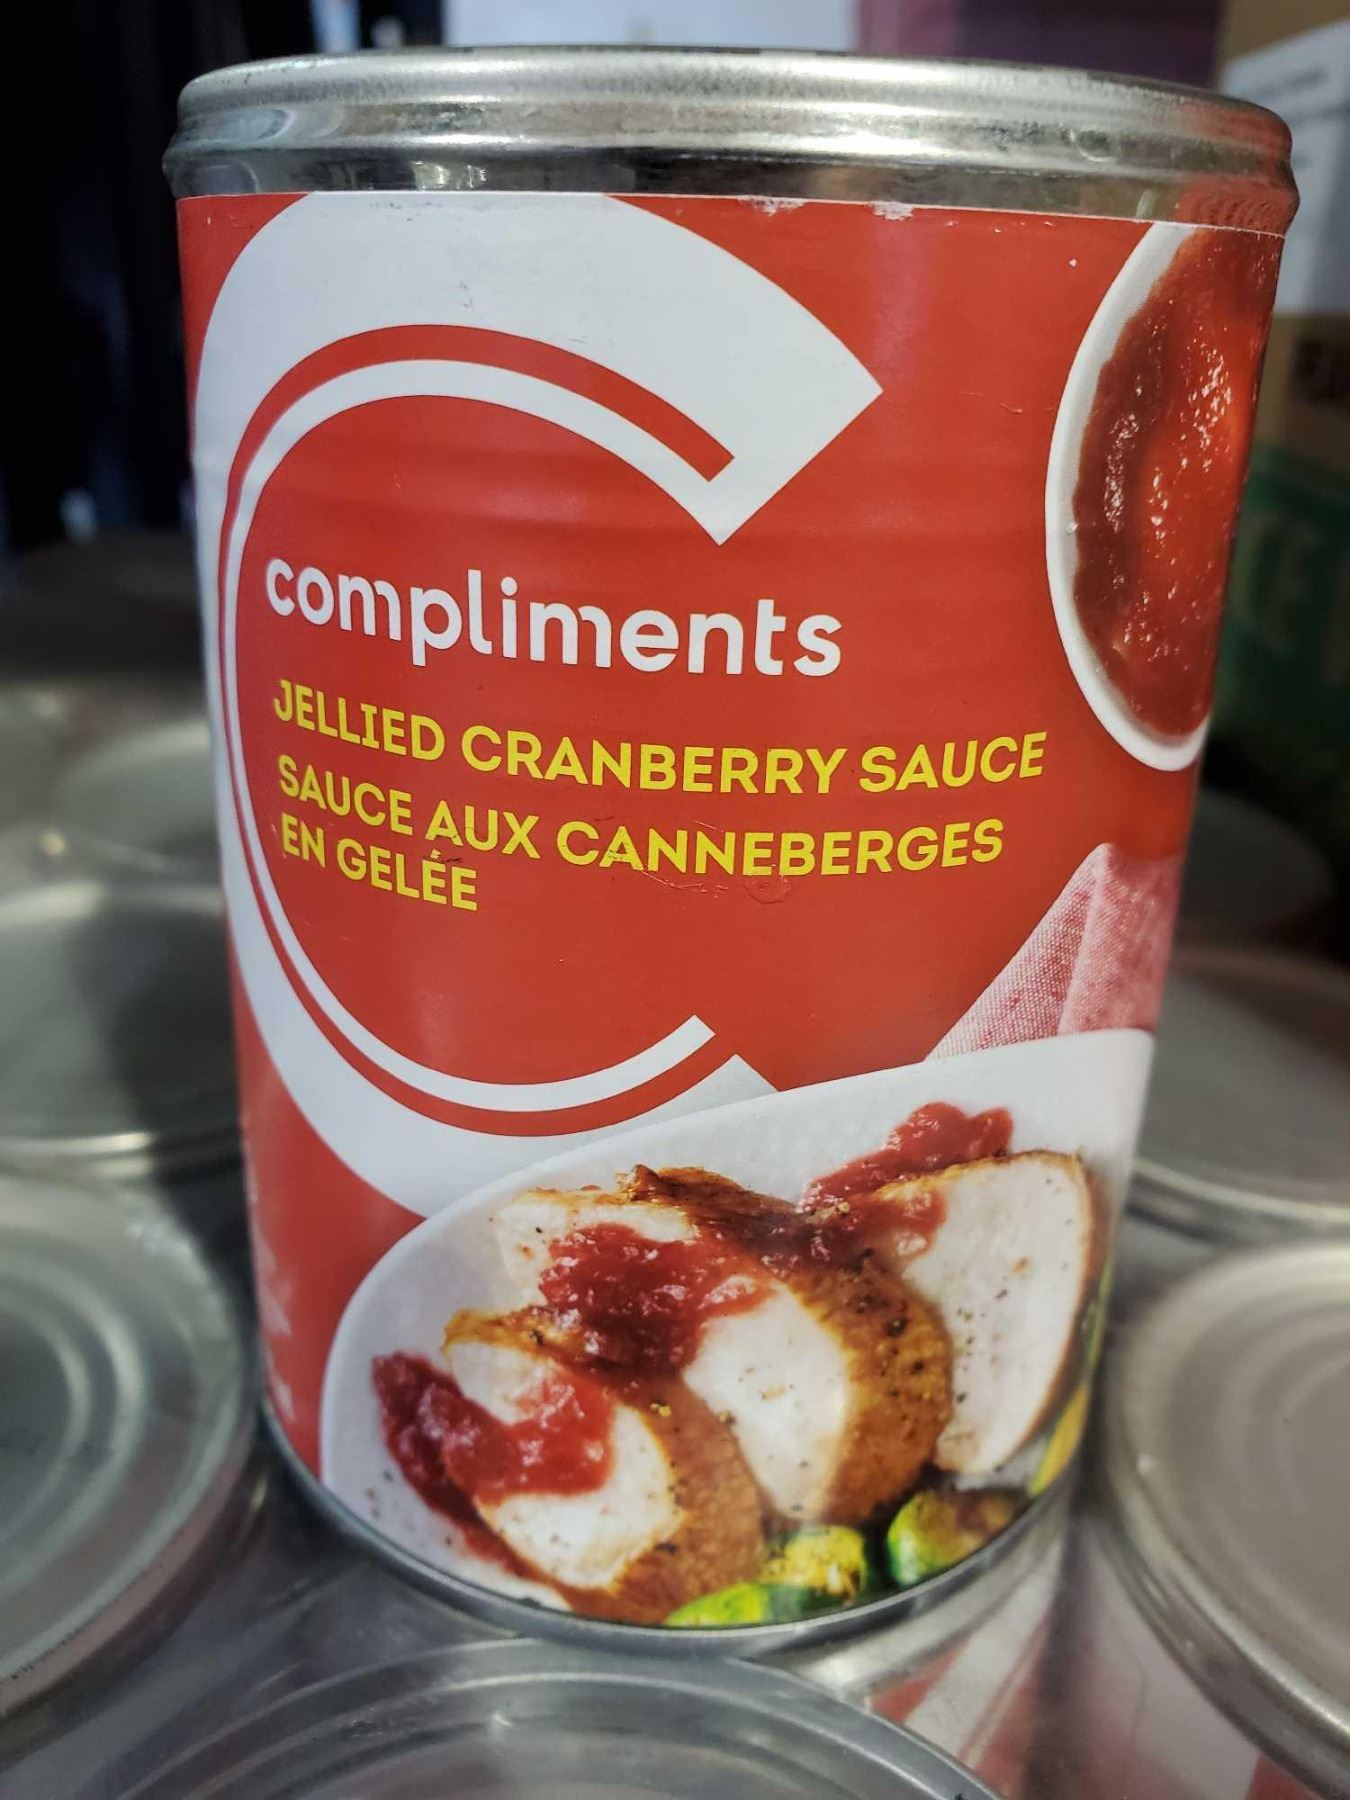 compliments
JELLIED CRANBERRY SAUCE
SAUCE AUX CANNEBERGES
EN GELÉE